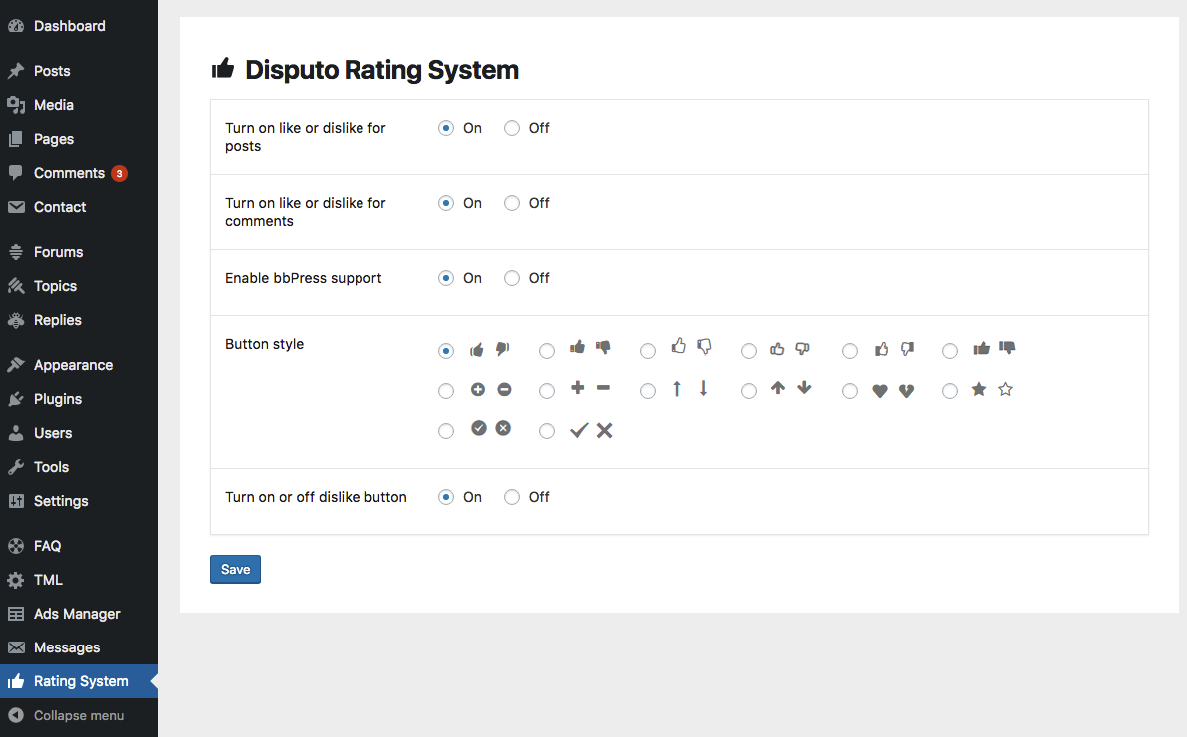 Dashboard
Posts
Media
Pages
Comments 3
Contact
Forums
Topics
Replies
Appearance
Plugins
Users
Tools
Settings
FAQ
TML
Ads Manager
Messages
Rating System
Collapse menu
Disputo Rating System
Turn on like or dislike for
posts
On Off
Turn on like or dislike for
comments
On Off
Enable bbPress support
On Off
Button style
Turn on or off dislike button
On Off
Save